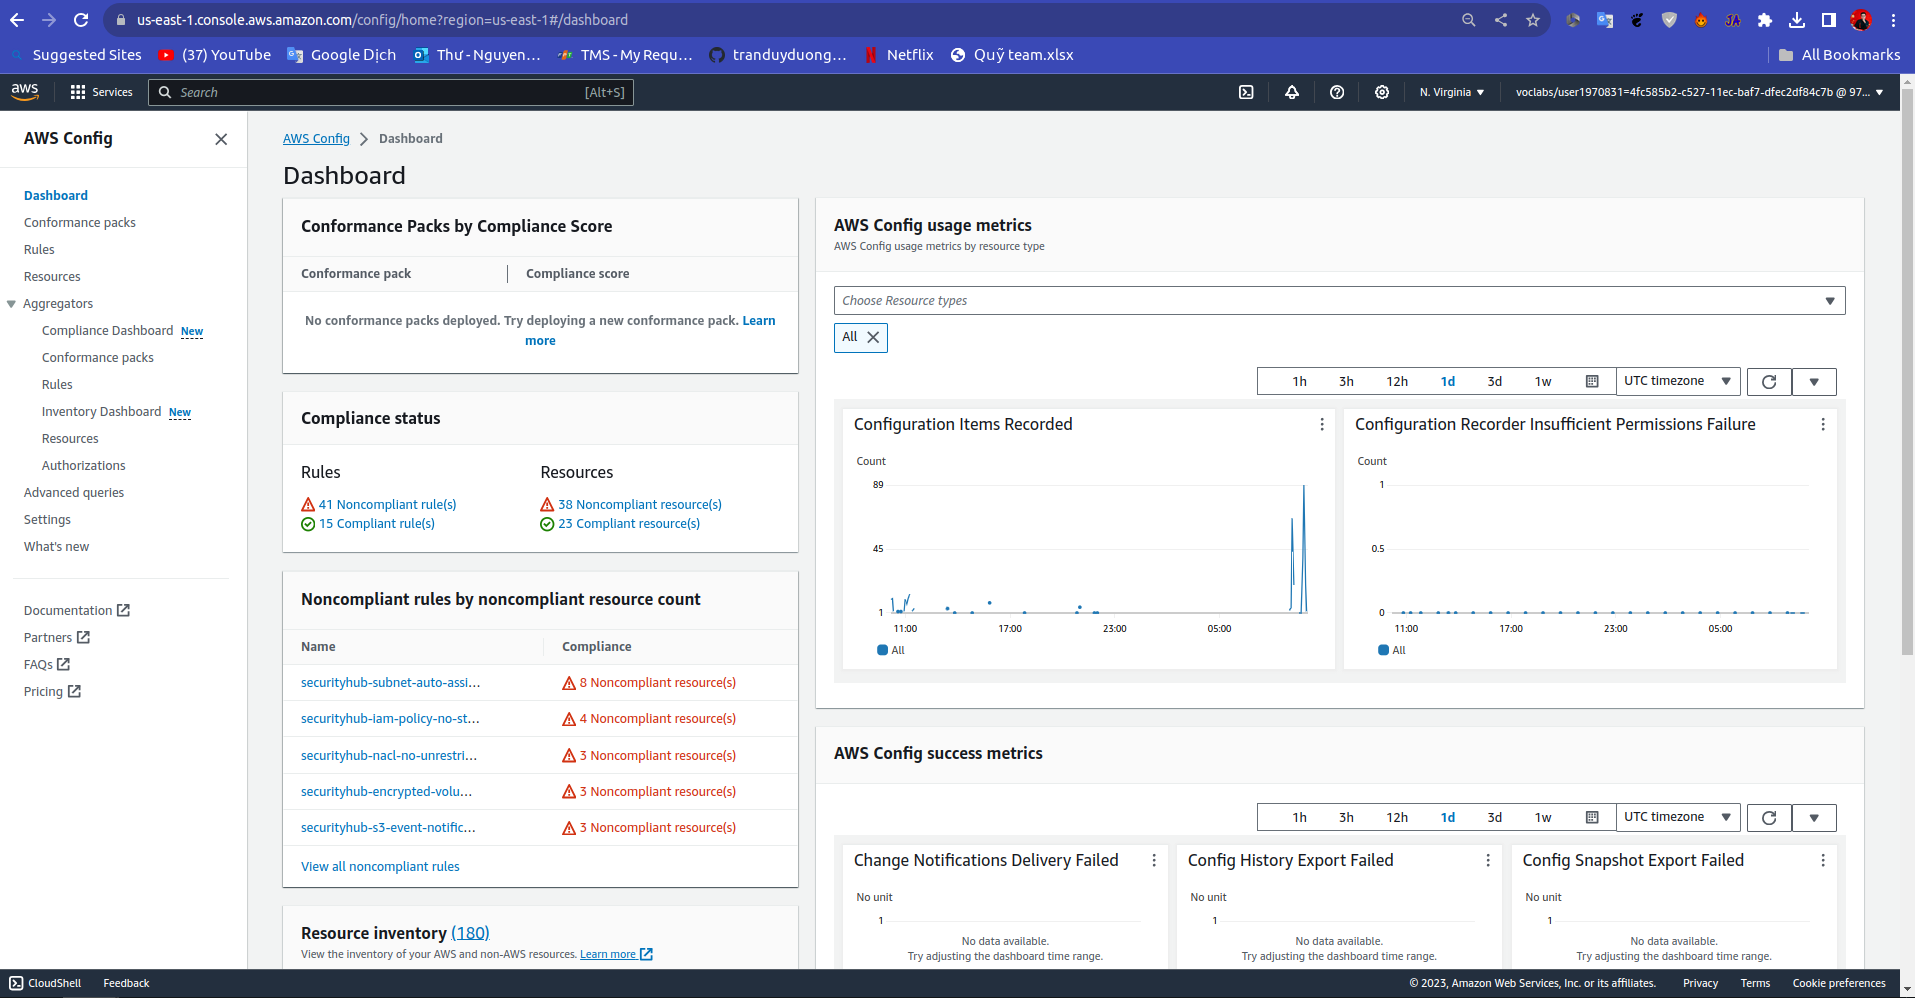 us-east-1.console.aws.amazon.com/config/home?region=us-east-1#/dashboard
Suggested Sites
(37) YouTube
Google Dịch
Thư - Nguyen...
TMS - My Requ...
tranduyduong...
Netflix
Quỹ team.xlsx
All Bookmarks
aws
Services
Search
[Alt+S]
N. Virginia
voclabs/user1970831=4fc585b2-c527-11ec-baf7-dfec2df84c7b @ 97...
AWS Config
Dashboard
Conformance packs
Rules
Resources
Aggregators
Compliance Dashboard New
Conformance packs
Rules
Inventory Dashboard New
Resources
Authorizations
Advanced queries
Settings
What's new
Documentation
Partners
FAQs
Pricing
AWS Config
Dashboard
Dashboard
Conformance Packs by Compliance Score
Conformance pack
Compliance score
No conformance packs deployed. Try deploying a new conformance pack. Learn
more
Compliance status
Rules
41 Noncompliant rule(s)
15 Compliant rule(s)
Resources
38 Noncompliant resource(s)
23 Compliant resource(s)
Noncompliant rules by noncompliant resource count
Name
Compliance
securityhub-subnet-auto-assi...
8 Noncompliant resource(s)
securityhub-iam-policy-no-st...
4 Noncompliant resource(s)
securityhub-nacl-no-unrestri...
3 Noncompliant resource(s)
securityhub-encrypted-volu...
3 Noncompliant resource(s)
securityhub-s3-event-notific...
3 Noncompliant resource(s)
View all noncompliant rules
Resource inventory (180)
View the inventory of your AWS and non-AWS resources. Learn more
AWS Config usage metrics
AWS Config usage metrics by resource type
Choose Resource types
All
1h 3h 12h 1d 3d 1w
UTC timezone
Configuration Items Recorded
Count
89
45
1
11:00 17:00 23:00 05:00
All
Configuration Recorder Insufficient Permissions Failure
Count
1
0.5
0
11:00 17:00 23:00 05:00
All
AWS Config success metrics
1h 3h 12h 1d 3d 1w
UTC timezone
Change Notifications Delivery Failed
No unit
1
No data available.
Try adjusting the dashboard time range.
Config History Export Failed
No unit
1
No data available.
Try adjusting the dashboard time range.
Config Snapshot Export Failed
No unit
1
No data available.
Try adjusting the dashboard time range.
CloudShell
Feedback
© 2023, Amazon Web Services, Inc. or its affiliates.
Privacy
Terms
Cookie preferences